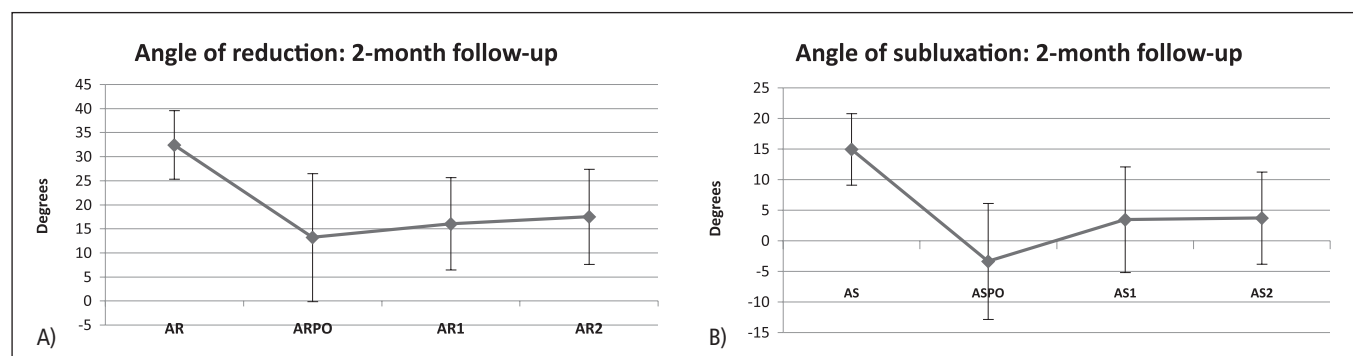 Angle of reduction: 2-month follow-up
45
40
35
30
25
20
15
10
5
0
-5
Degrees
AR ARPO AR1 AR2
A)
Angle of subluxation: 2-month follow-up
25
20
15
10
5
0
-5
-10
-15
Degrees
AS ASPO AS1 AS2
B)